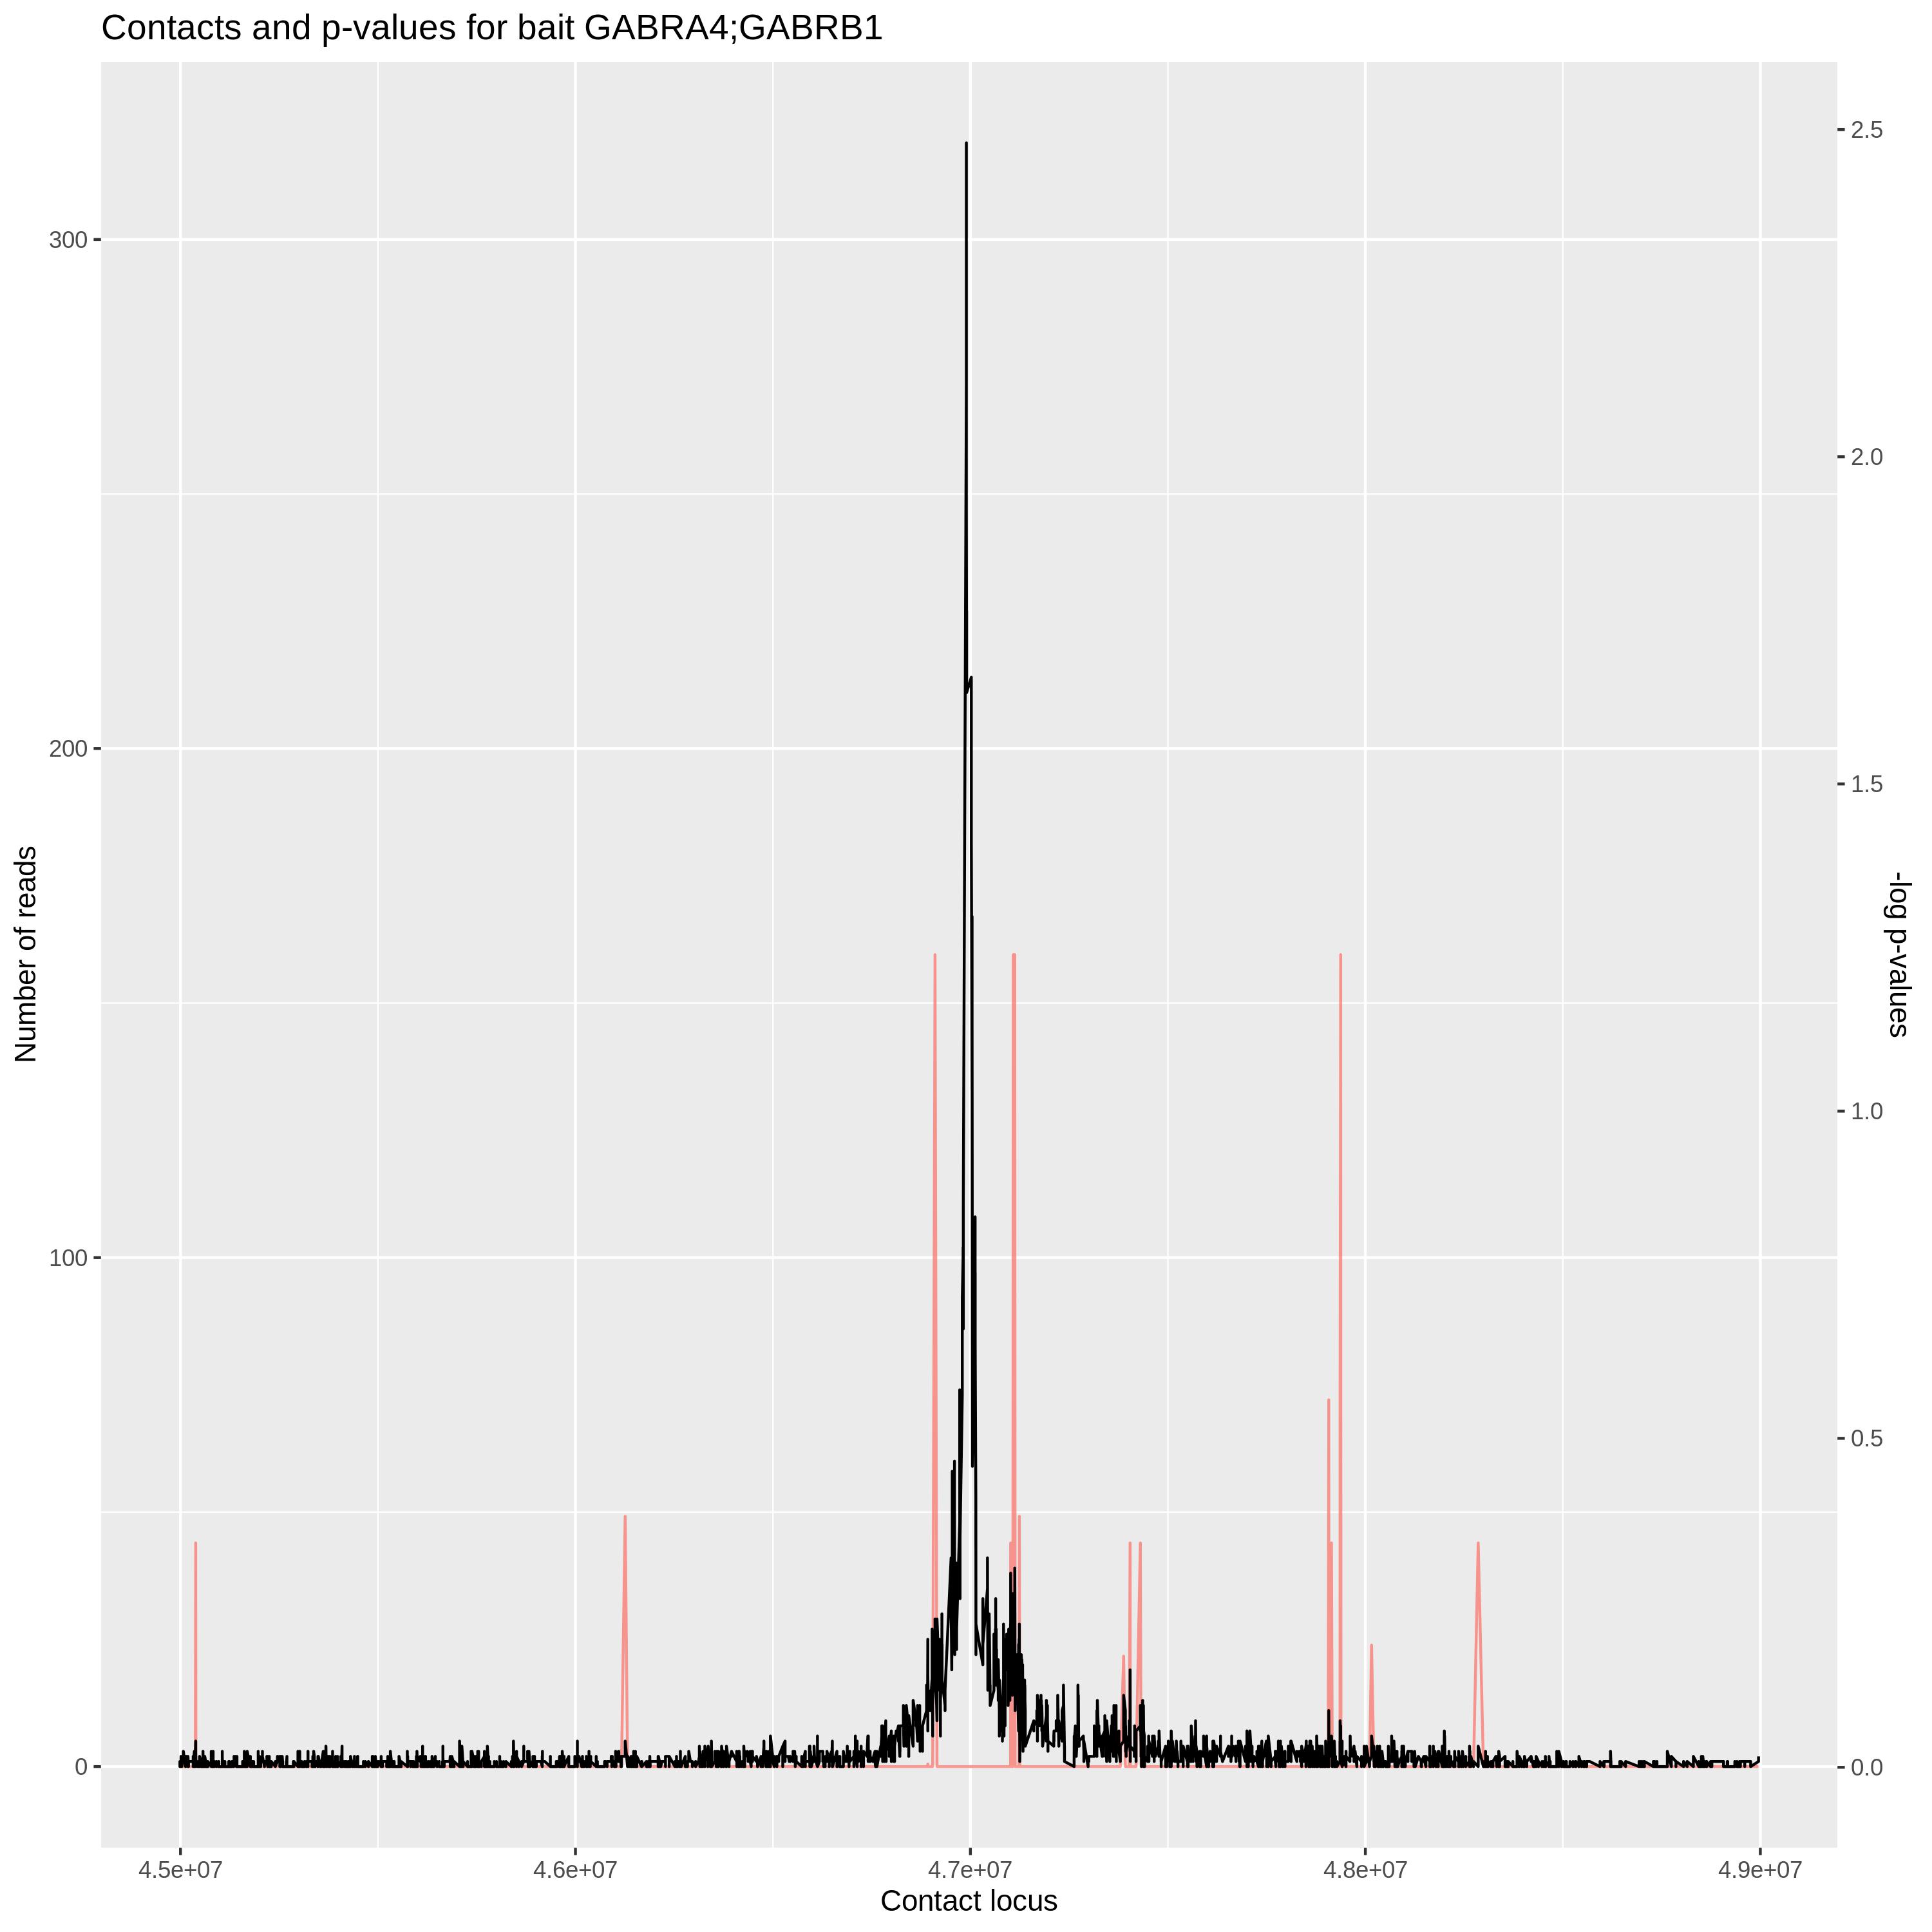 Contacts and p-values for bait GABRA4;GABRB1
300
200
100
0
Number of reads
2.5
2.0
1.5
1.0
0.5
0.0
-log p-values
4.5e+07
4.6e+07
4.7e+07
4.8e+07
4.9e+07
Contact locus